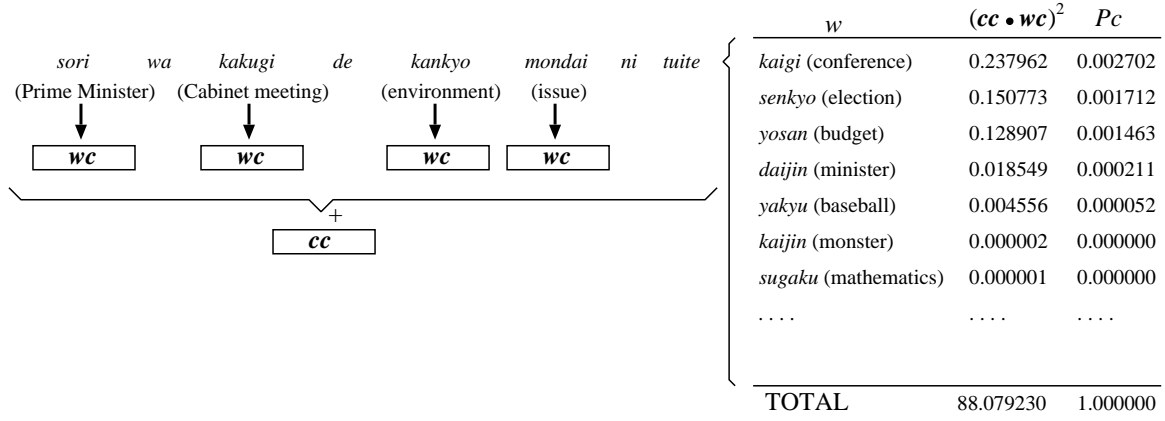 w (cc • wc)² Pc
sori wa kakugi de kankyo mondai ni tuite
(Prime Minister) (Cabinet meeting) (environment) (issue)
wc wc wc wc
+
cc
kaigi (conference) 0.237962 0.002702
senkyo (election) 0.150773 0.001712
yosan (budget) 0.128907 0.001463
daijin (minister) 0.018549 0.000211
yakyu (baseball) 0.004556 0.000052
kaijin (monster) 0.000002 0.000000
sugaku (mathematics) 0.000001 0.000000
. . . . . . . . . . . .
TOTAL 88.079230 1.000000